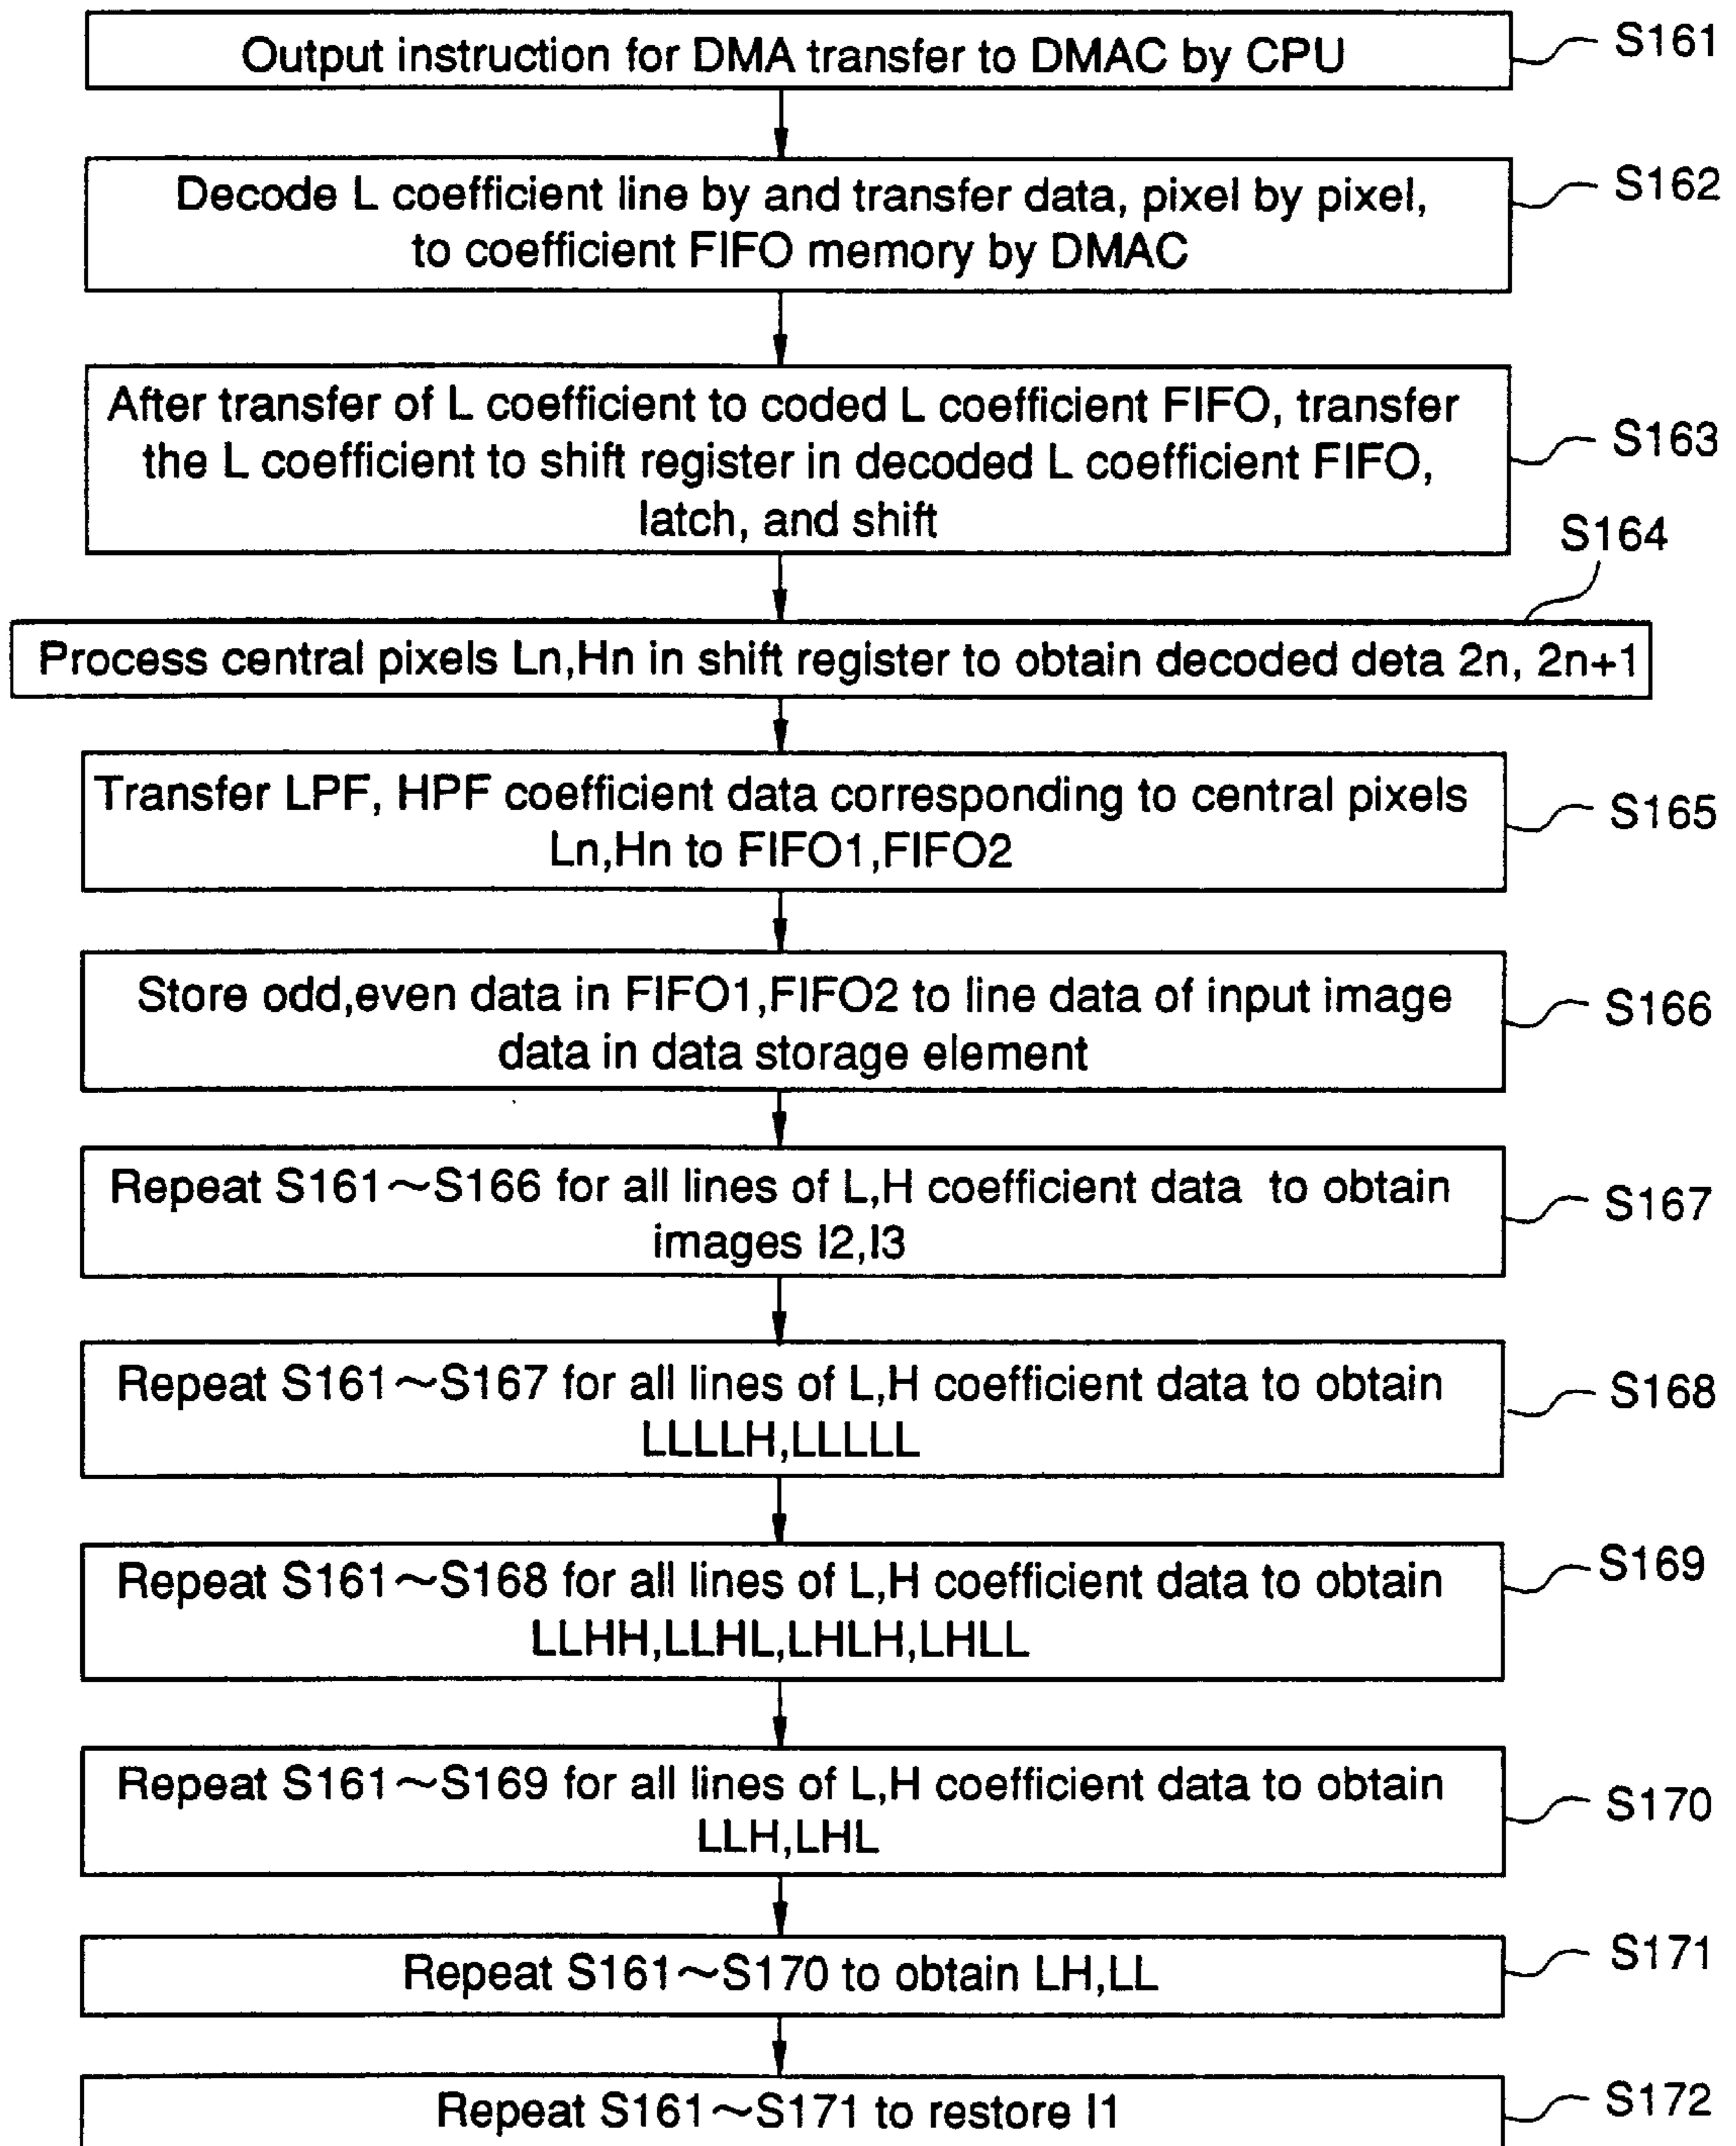 Output instruction for DMA transfer to DMAC by CPU
S161
Decode L coefficient line by and transfer data, pixel by pixel,
to coefficient FIFO memory by DMAC
S162
After transfer of L coefficient to coded L coefficient FIFO, transfer
the L coefficient to shift register in decoded L coefficient FIFO,
latch, and shift
S163
S164
Process central pixels Ln,Hn in shift register to obtain decoded deta 2n, 2n+1
Transfer LPF, HPF coefficient data corresponding to central pixels
Ln,Hn to FIFO1,FIFO2
S165
Store odd,even data in FIFO1,FIFO2 to line data of input image
data in data storage element
S166
Repeat S161～S166 for all lines of L,H coefficient data to obtain
images I2,I3
S167
Repeat S161～S167 for all lines of L,H coefficient data to obtain
LLLLH,LLLLL
S168
Repeat S161～S168 for all lines of L,H coefficient data to obtain
LLHH,LLHL,LHLH,LHLL
S169
Repeat S161～S169 for all lines of L,H coefficient data to obtain
LLH,LHL
S170
Repeat S161～S170 to obtain LH,LL
S171
Repeat S161～S171 to restore I1
S172